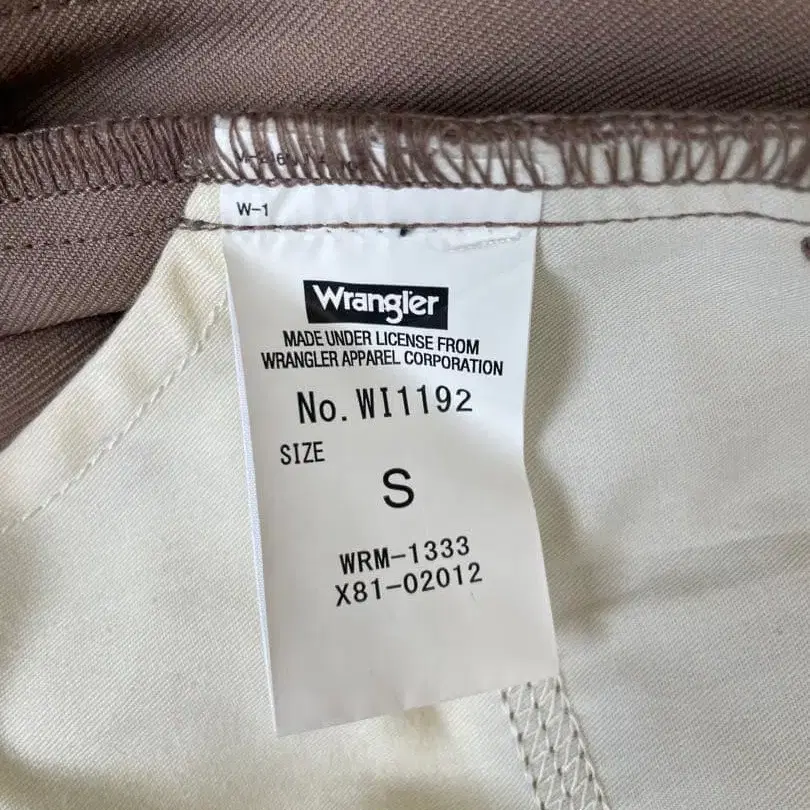 W-1
Wrangler
MADE UNDER LICENSE FROM
WRANGLER APPAREL CORPORATION
No. WI1192
SIZE
S
WRM-1333
X81-02012